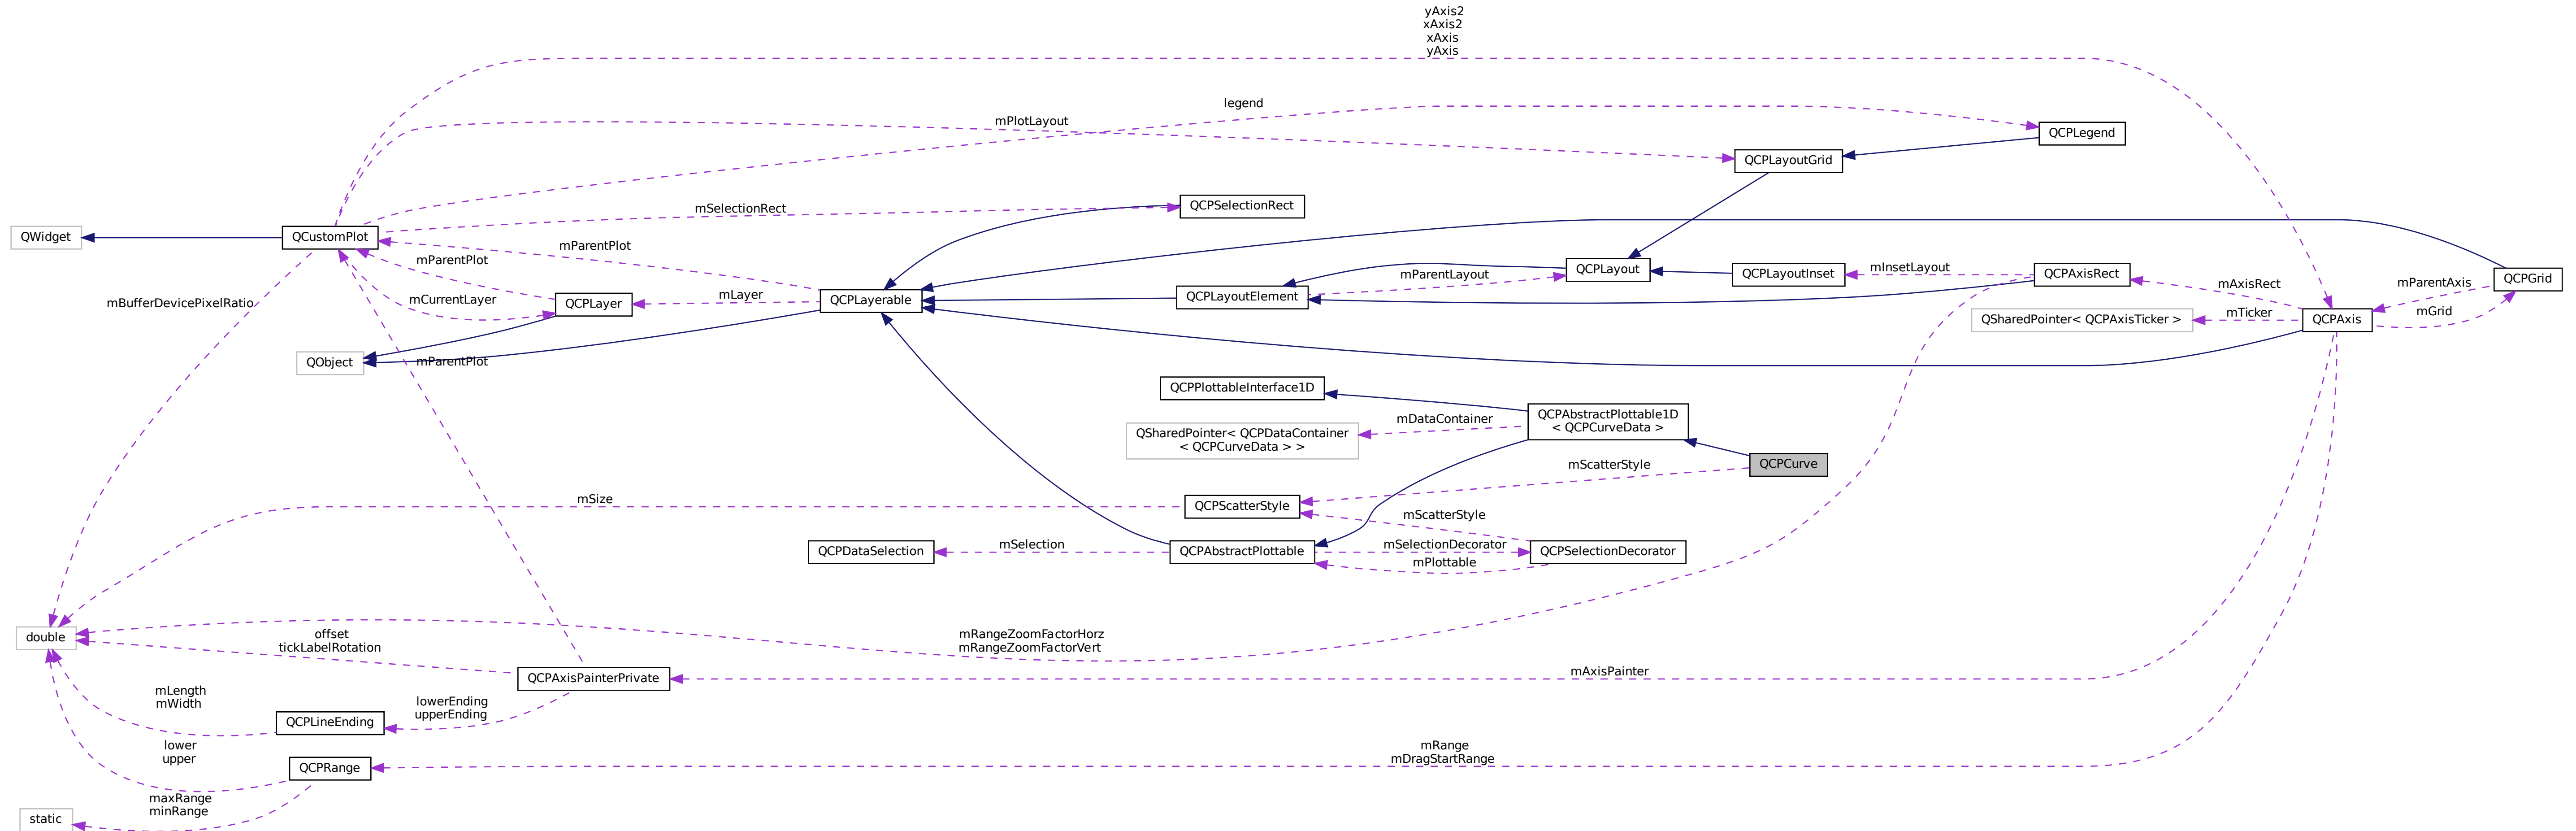 yAxis2
xAxis2
xAxis
yAxis
legend
mPlotLayout
QCPLegend
QCPLayoutGrid
mSelectionRect
QCPSelectionRect
QWidget
QCustomPlot
mParentPlot
mParentPlot
mBufferDevicePixelRatio
mCurrentLayer
QCPLayer
mLayer
QCPLayerable
QCPLayoutElement
mParentLayout
QCPLayout
QCPLayoutInset
mInsetLayout
QCPAxisRect
mAxisRect
mParentAxis
QCPGrid
mGrid
QSharedPointer< QCPAxisTicker >
mTicker
QCPAxis
QObject
mParentPlot
QCPPlottableInterface1D
QCPAbstractPlottable1D
< QCPCurveData >
mDataContainer
QSharedPointer< QCPDataContainer
< QCPCurveData > >
QCPCurve
mScatterStyle
mSize
QCPScatterStyle
mScatterStyle
QCPDataSelection
mSelection
QCPAbstractPlottable
mSelectionDecorator
mPlottable
QCPSelectionDecorator
double
offset
tickLabelRotation
mRangeZoomFactorHorz
mRangeZoomFactorVert
QCPAxisPainterPrivate
mAxisPainter
mLength
mWidth
QCPLineEnding
lowerEnding
upperEnding
lower
upper
QCPRange
mRange
mDragStartRange
maxRange
minRange
static